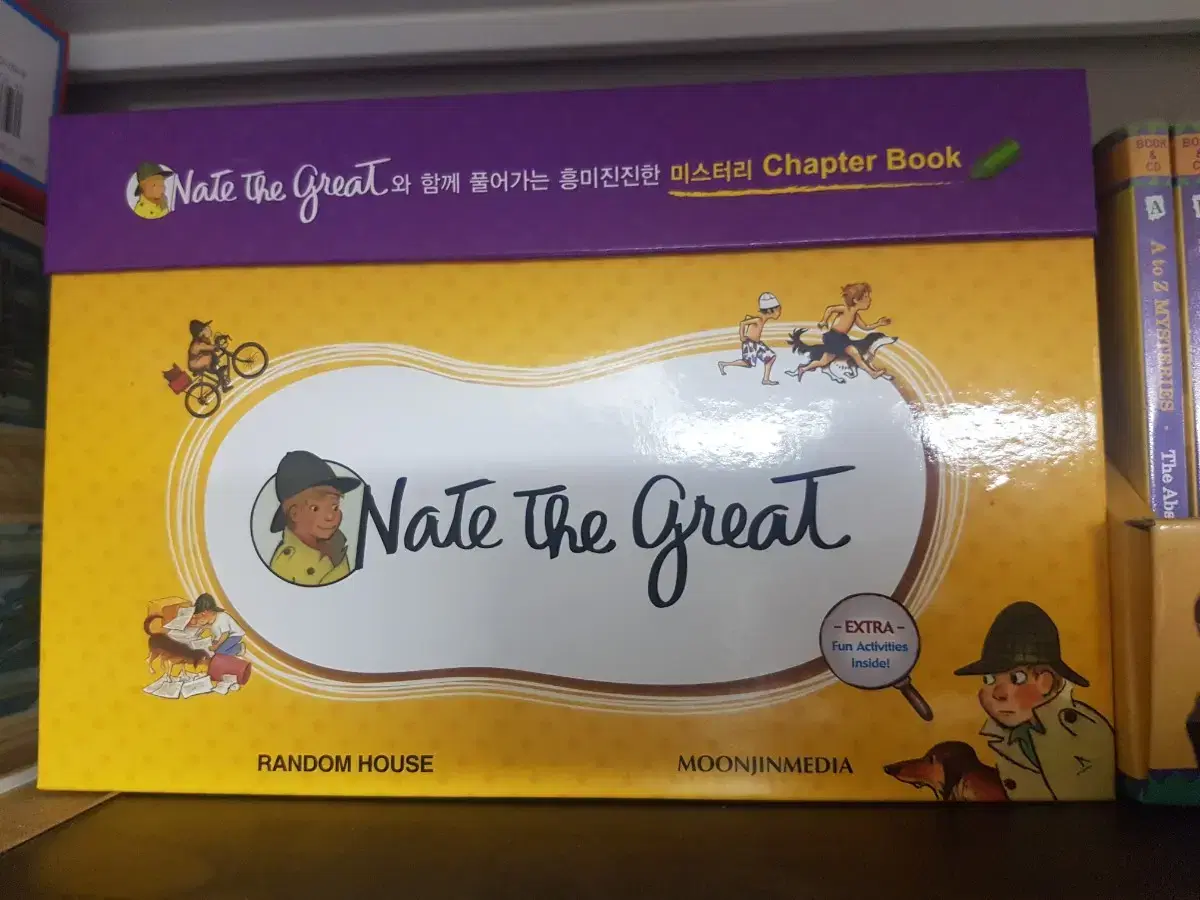 Nate the Great와 함께 풀어가는 흥미진진한 미스터리 Chapter Book
Nate the Great
- EXTRA -
Fun Activities
Inside!
RANDOM HOUSE
MOONJINMEDIA
BOOK
&
CD
A
A to Z MYSTERIES · The Abs
BOOK
&